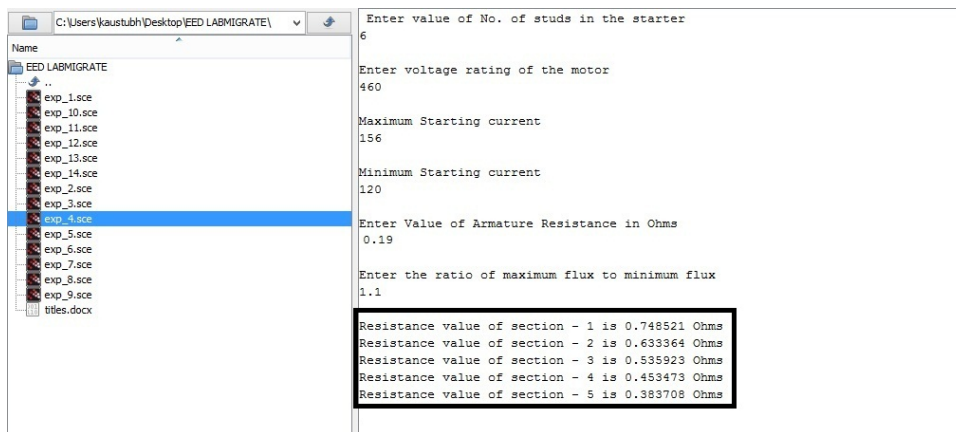 C:\Users\kaustubh\Desktop\EED LABMIGRATE\
Name
EED LABMIGRATE
..
exp_1.sce
exp_10.sce
exp_11.sce
exp_12.sce
exp_13.sce
exp_14.sce
exp_2.sce
exp_3.sce
exp_4.sce
exp_5.sce
exp_6.sce
exp_7.sce
exp_8.sce
exp_9.sce
titles.docx
Enter value of No. of studs in the starter
6
Enter voltage rating of the motor
460
Maximum Starting current
156
Minimum Starting current
120
Enter Value of Armature Resistance in Ohms
0.19
Enter the ratio of maximum flux to minimum flux
1.1
Resistance value of section - 1 is 0.748521 Ohms
Resistance value of section - 2 is 0.633364 Ohms
Resistance value of section - 3 is 0.535923 Ohms
Resistance value of section - 4 is 0.453473 Ohms
Resistance value of section - 5 is 0.383708 Ohms